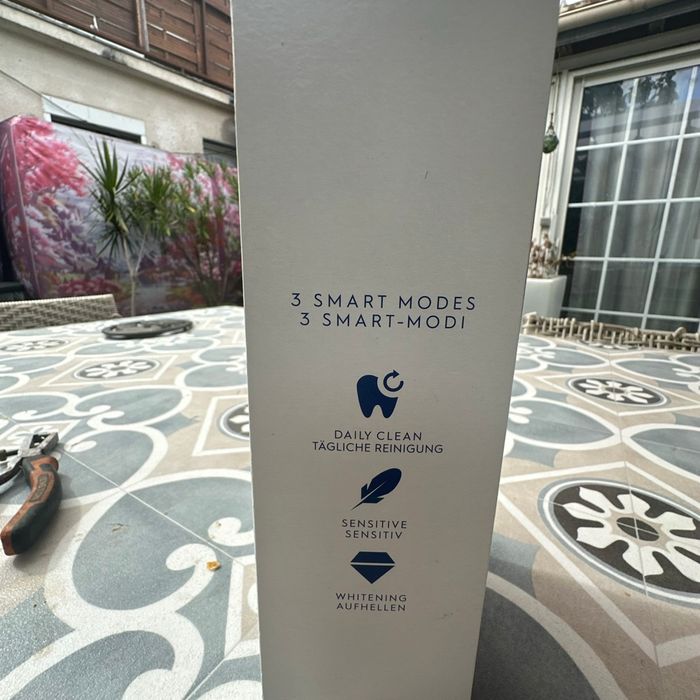 3 SMART MODES
3 SMART-MODI
DAILY CLEAN
TÄGLICHE REINIGUNG
SENSITIVE
SENSITIV
WHITENING
AUFHELLEN